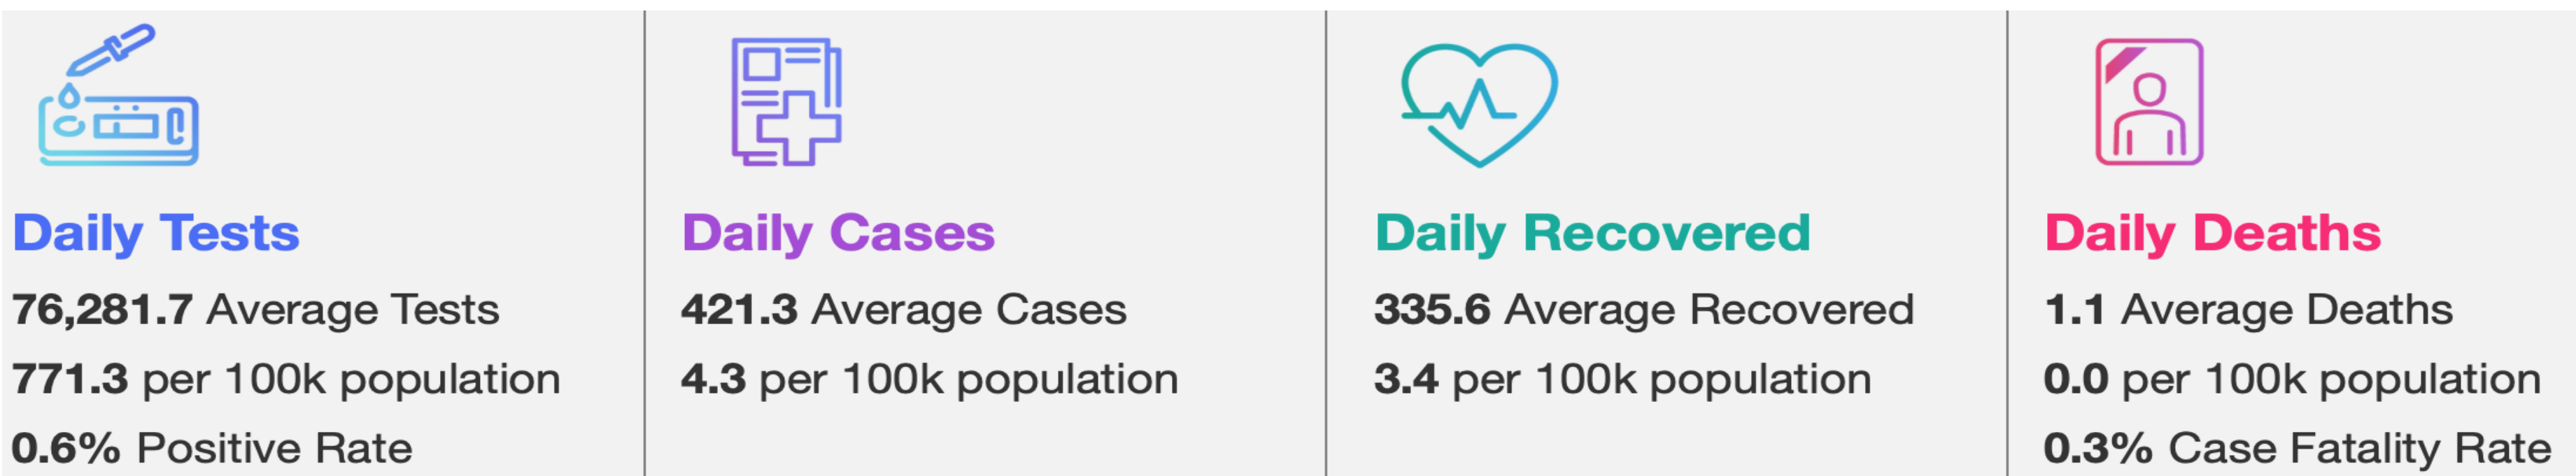 Daily Tests
76,281.7 Average Tests
771.3 per 100k population
0.6% Positive Rate
Daily Cases
421.3 Average Cases
4.3 per 100k population
Daily Recovered
335.6 Average Recovered
3.4 per 100k population
Daily Deaths
1.1 Average Deaths
0.0 per 100k population
0.3% Case Fatality Rate